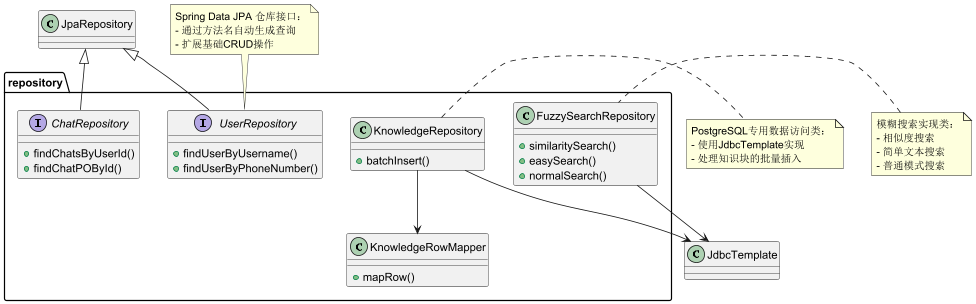 C JpaRepository
Spring Data JPA 仓库接口：
- 通过方法名自动生成查询
- 扩展基础CRUD操作
repository
I ChatRepository
findChatsByUserId()
findChatPOById()
I UserRepository
findUserByUsername()
findUserByPhoneNumber()
C KnowledgeRepository
batchInsert()
C FuzzySearchRepository
similaritySearch()
easySearch()
normalSearch()
PostgreSQL专用数据访问类：
- 使用JdbcTemplate实现
- 处理知识块的批量插入
模糊搜索实现类：
- 相似度搜索
- 简单文本搜索
- 普通模式搜索
C KnowledgeRowMapper
mapRow()
C JdbcTemplate